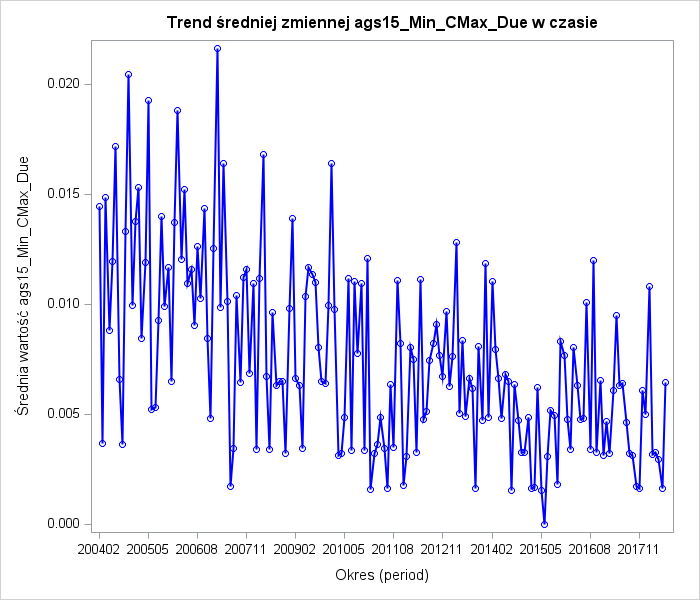 Trend średniej zmiennej ags15_Min_CMax_Due w czasie
Średnia wartość ags15_Min_CMax_Due
0.020
0.015
0.010
0.005
0.000
200402 200505 200608 200711 200902 201005 201108 201211 201402 201505 201608 201711
Okres (period)